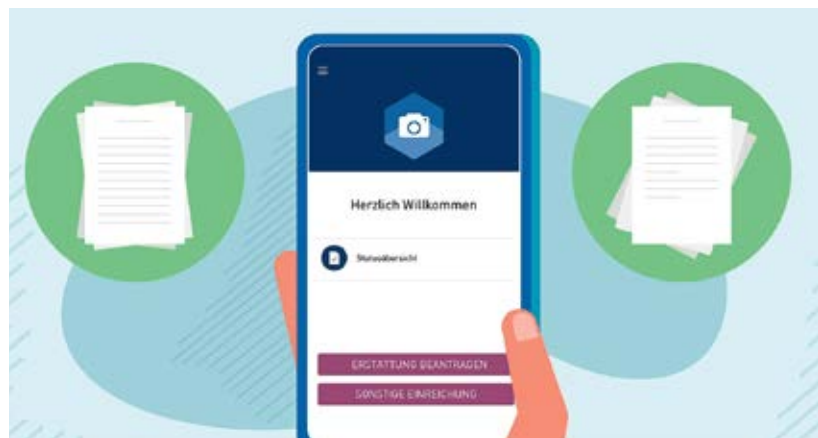 Herzlich Willkommen
Statusübersicht
ERSTATTUNG BEANTRAGEN
SONSTIGE EINREICHUNG